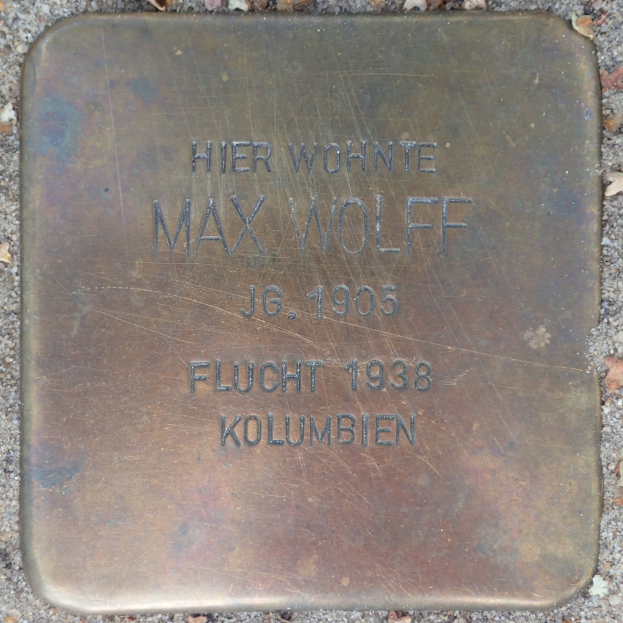 HIER WOHNTE
MAX WOLFF
JG. 1905
FLUCHT 1938
KOLUMBIEN